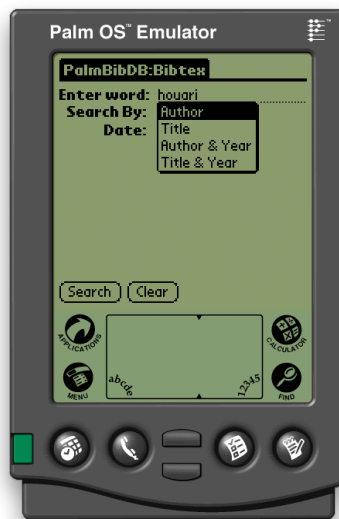 Palm OS™ Emulator
PalmBibDB:Bibtex
Enter word: houari
Search By: Author
Date: Title
Author & Year
Title & Year
Search Clear
APPLICATIONS
CALCULATOR
MENU
abcde
12345
FIND